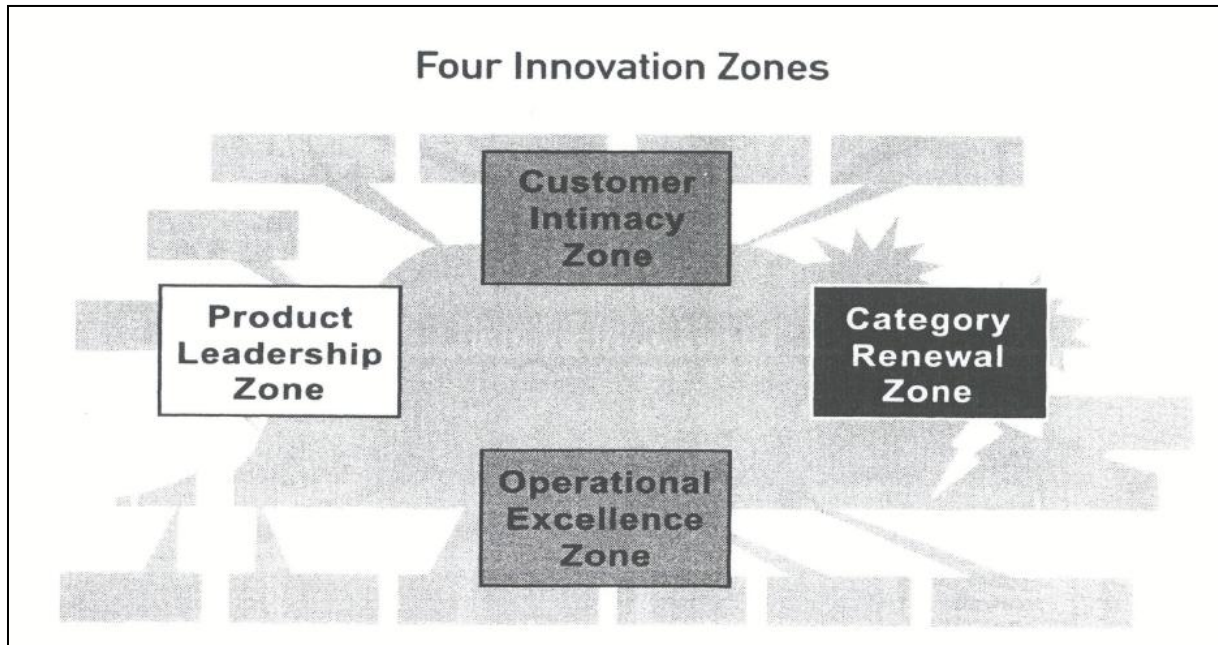 Four Innovation Zones
Customer
Intimacy
Zone
Product
Leadership
Zone
Category
Renewal
Zone
Operational
Excellence
Zone